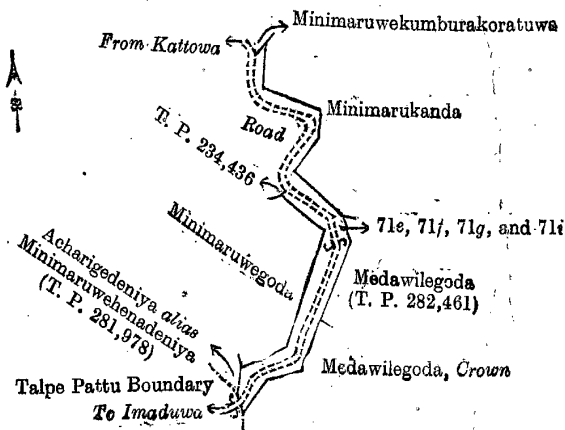 Minimaruwekumburakoratuwa
From Kattowa
Minimarukanda
Road
T. P. 234,436
71e, 71f, 71g, and 71i
Minimaruwegoda
Medawilegoda
(T. P. 282,461)
Acharigedeniya alias
Minimaruwehenadeniya
(T. P. 281,978)
Medawilegoda, Crown
Talpe Pattu Boundary
To Imaduwa